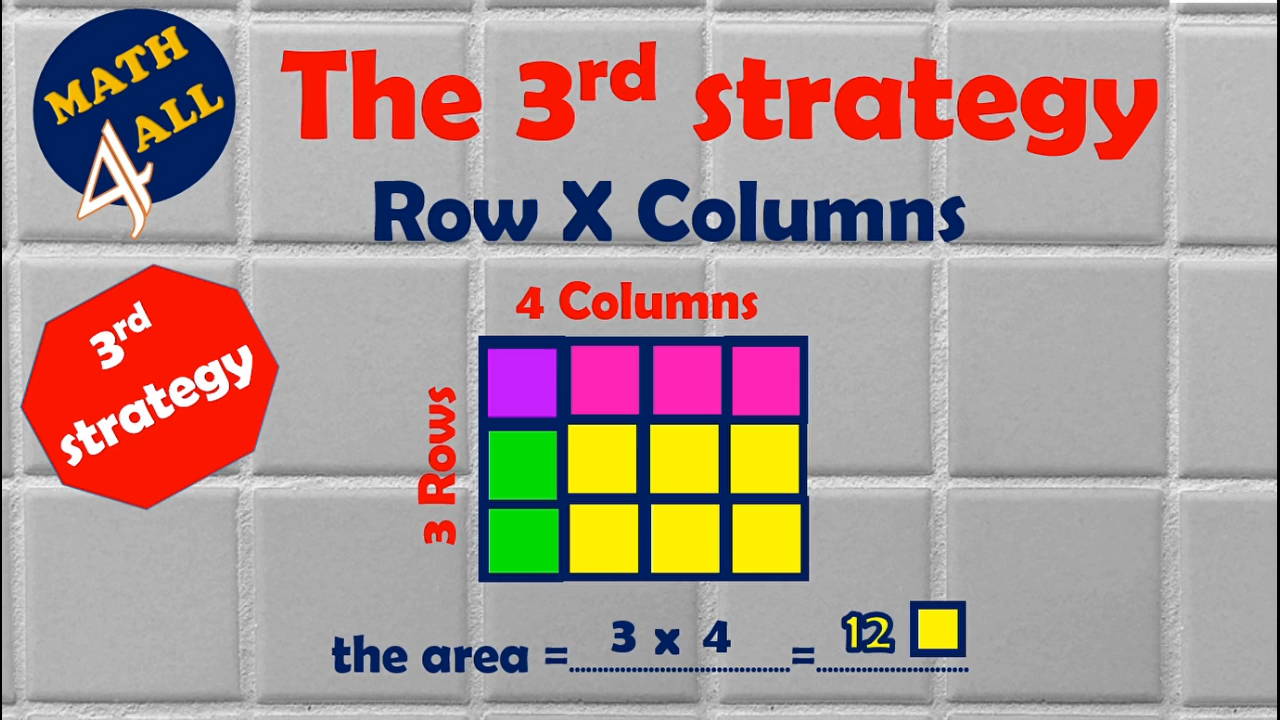 MATH
4 ALL
The 3rd strategy
Row X Columns
3rd
strategy
4 Columns
3 Rows
the area = 3 x 4 = 12